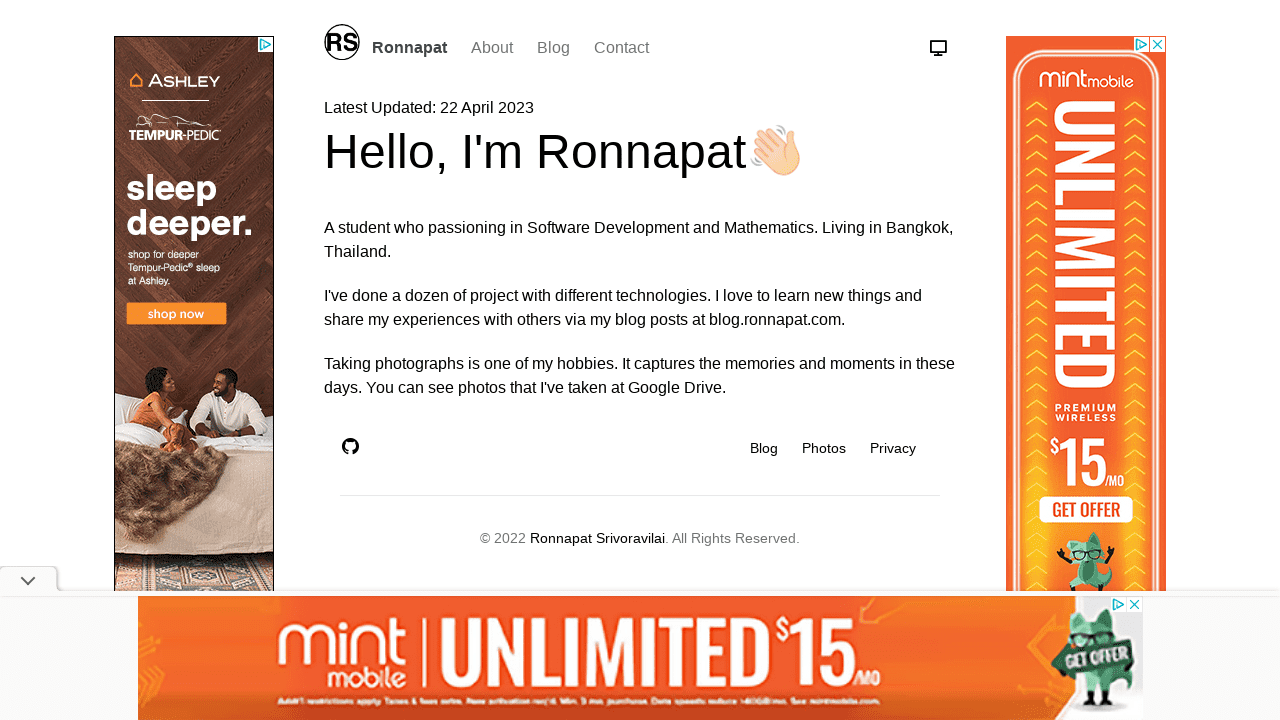 RS
Ronnapat
About
Blog
Contact
Latest Updated: 22 April 2023
Hello, I'm Ronnapat👋🏻
A student who passioning in Software Development and Mathematics. Living in Bangkok,
Thailand.
I've done a dozen of project with different technologies. I love to learn new things and
share my experiences with others via my blog posts at blog.ronnapat.com.
Taking photographs is one of my hobbies. It captures the memories and moments in these
days. You can see photos that I've taken at Google Drive.
Blog
Photos
Privacy
© 2022 Ronnapat Srivoravilai. All Rights Reserved.
ASHLEY
TEMPUR-PEDIC
sleep
deeper.
shop for deeper
Tempur-Pedic® sleep
at Ashley.
shop now
mint mobile
UNLIMITED
PREMIUM
WIRELESS
$15/MO
GET OFFER
mint
mobile
UNLIMITED $15/MO
GET OFFER